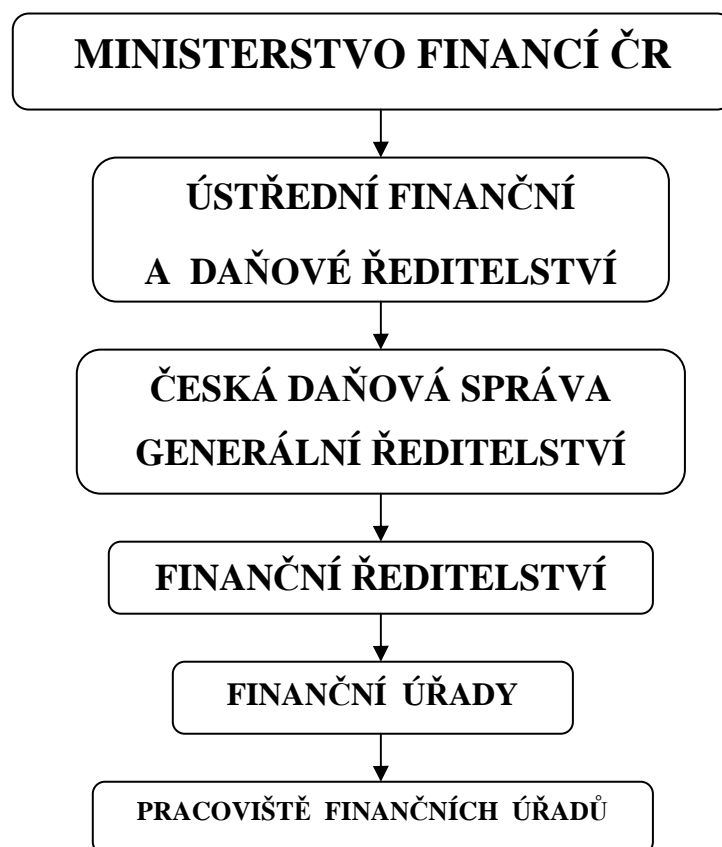 MINISTERSTVO FINANCÍ ČR
ÚSTŘEDNÍ FINANČNÍ
A DAŇOVÉ ŘEDITELSTVÍ
ČESKÁ DAŇOVÁ SPRÁVA
GENERÁLNÍ ŘEDITELSTVÍ
FINANČNÍ ŘEDITELSTVÍ
FINANČNÍ ÚŘADY
PRACOVIŠTĚ FINANČNÍCH ÚŘADŮ